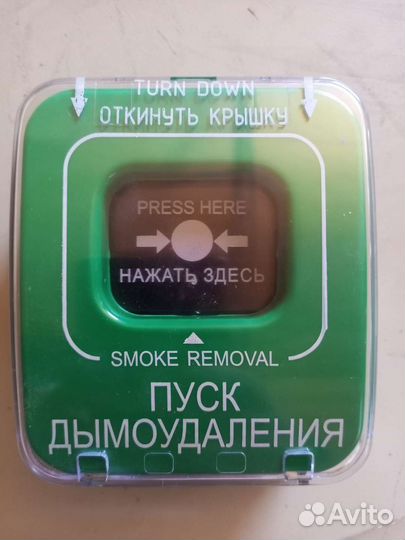 TURN DOWN
ОТКИНУТЬ КРЫШКУ
PRESS HERE
НАЖАТЬ ЗДЕСЬ
SMOKE REMOVAL
ПУСК
ДЫМОУДАЛЕНИЯ
Avito